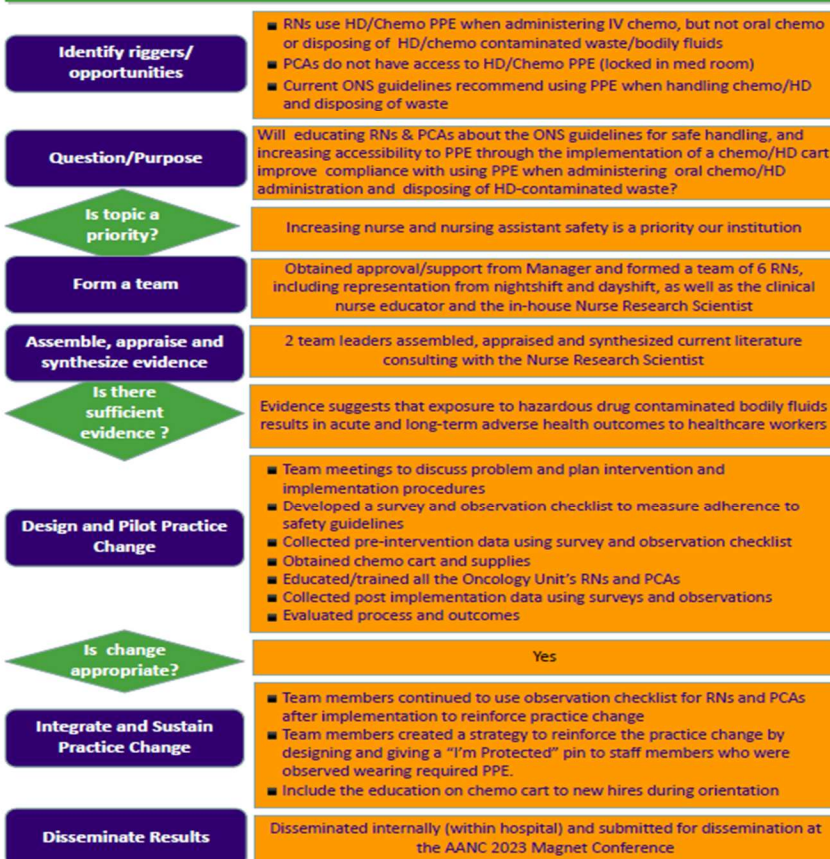 Identify riggers/
opportunities
■ RNs use HD/Chemo PPE when administering IV chemo, but not oral chemo
or disposing of HD/chemo contaminated waste/bodily fluids
■ PCAs do not have access to HD/Chemo PPE (locked in med room)
■ Current ONS guidelines recommend using PPE when handling chemo/HD
and disposing of waste
Question/Purpose
Will educating RNs & PCAs about the ONS guidelines for safe handling, and
increasing accessibility to PPE through the implementation of a chemo/HD cart
improve compliance with using PPE when administering oral chemo/HD
administration and disposing of HD-contaminated waste?
Is topic a
priority?
Increasing nurse and nursing assistant safety is a priority our institution
Form a team
Obtained approval/support from Manager and formed a team of 6 RNs,
including representation from nightshift and dayshift, as well as the clinical
nurse educator and the in-house Nurse Research Scientist
Assemble, appraise and
synthesize evidence
2 team leaders assembled, appraised and synthesized current literature
consulting with the Nurse Research Scientist
Is there
sufficient
evidence ?
Evidence suggests that exposure to hazardous drug contaminated bodily fluids
results in acute and long-term adverse health outcomes to healthcare workers
Design and Pilot Practice
Change
■ Team meetings to discuss problem and plan intervention and
implementation procedures
■ Developed a survey and observation checklist to measure adherence to
safety guidelines
■ Collected pre-intervention data using survey and observation checklist
■ Obtained chemo cart and supplies
■ Educated/trained all the Oncology Unit's RNs and PCAs
■ Collected post implementation data using surveys and observations
■ Evaluated process and outcomes
Is change
appropriate?
Yes
Integrate and Sustain
Practice Change
■ Team members continued to use observation checklist for RNs and PCAs
after implementation to reinforce practice change
■ Team members created a strategy to reinforce the practice change by
designing and giving a "I'm Protected" pin to staff members who were
observed wearing required PPE.
■ Include the education on chemo cart to new hires during orientation
Disseminate Results
Disseminated internally (within hospital) and submitted for dissemination at
the AANC 2023 Magnet Conference